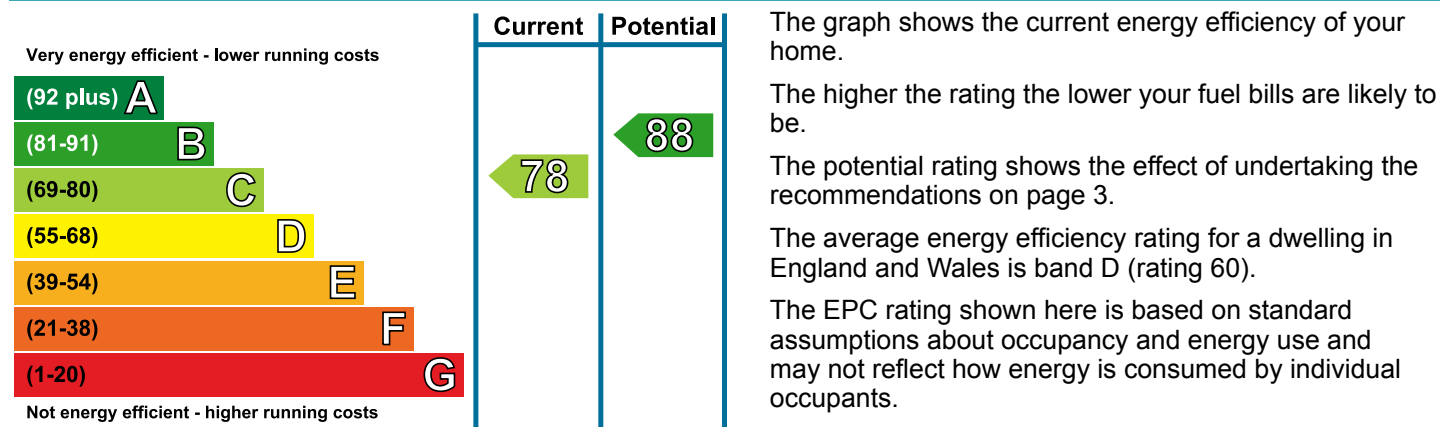 Current Potential
Very energy efficient - lower running costs
(92 plus) A
(81-91) B
(69-80) C
(55-68) D
(39-54) E
(21-38) F
(1-20) G
Not energy efficient - higher running costs
78
88
The graph shows the current energy efficiency of your
home.
The higher the rating the lower your fuel bills are likely to
be.
The potential rating shows the effect of undertaking the
recommendations on page 3.
The average energy efficiency rating for a dwelling in
England and Wales is band D (rating 60).
The EPC rating shown here is based on standard
assumptions about occupancy and energy use and
may not reflect how energy is consumed by individual
occupants.